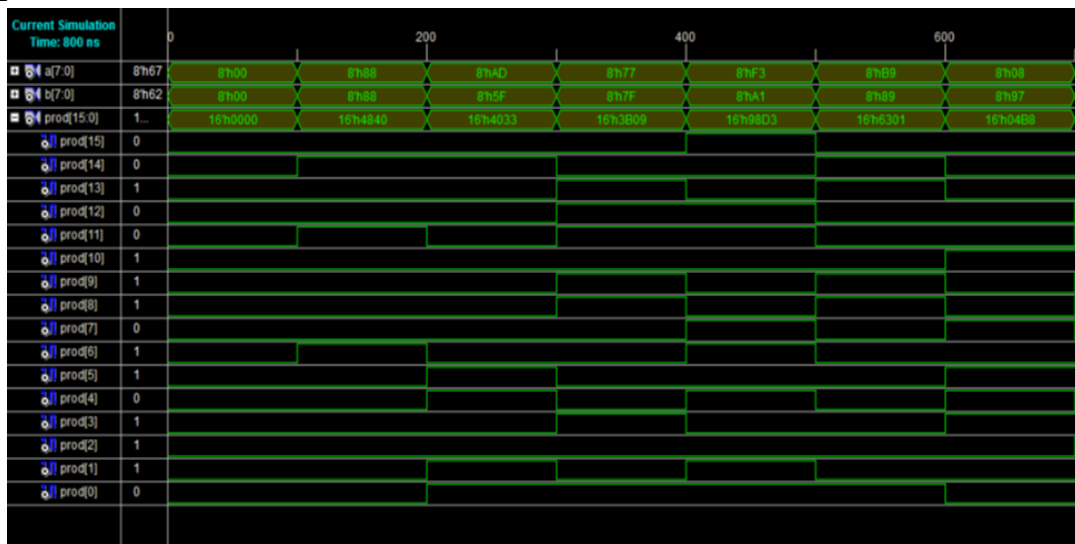 Current Simulation
Time: 800 ns
0 200 400 600
a[7:0] 8'h67 8'h00 8'h88 8'hAD 8'h77 8'hF3 8'hB9 8'h08
b[7:0] 8'h62 8'h00 8'h88 8'h5F 8'h7F 8'hA1 8'h89 8'h97
prod[15:0] 1... 16'h0000 16'h4840 16'h4033 16'h3B09 16'h98D3 16'h6301 16'h04B8
prod[15] 0
prod[14] 0
prod[13] 1
prod[12] 0
prod[11] 0
prod[10] 1
prod[9] 1
prod[8] 1
prod[7] 0
prod[6] 1
prod[5] 1
prod[4] 0
prod[3] 1
prod[2] 1
prod[1] 1
prod[0] 0